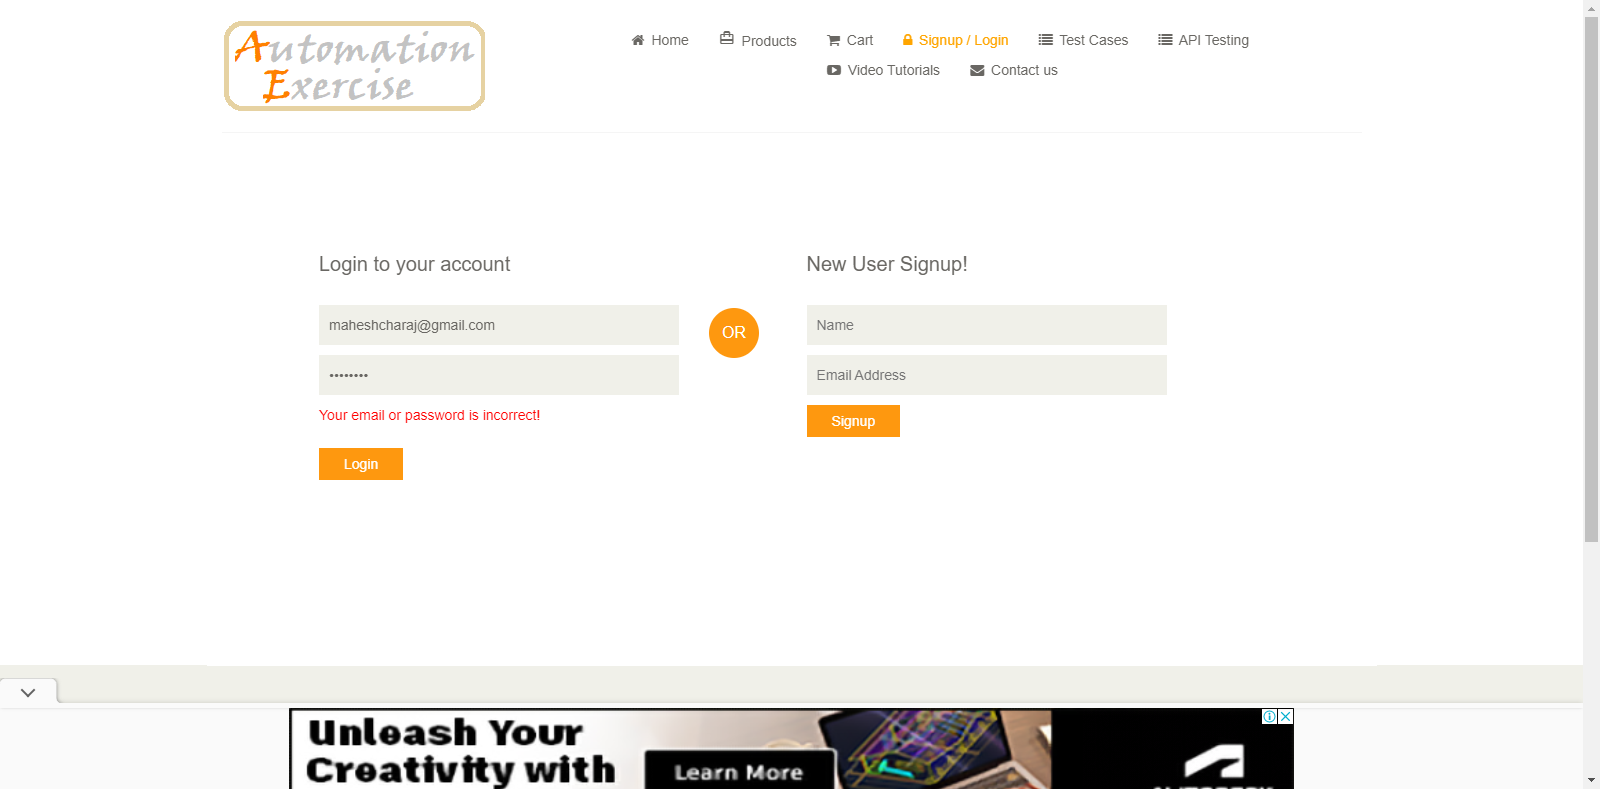 Automation
Exercise
Home
Products
Cart
Signup / Login
Test Cases
API Testing
Video Tutorials
Contact us
Login to your account
New User Signup!
maheshcharaj@gmail.com
OR
Name
••••••••
Email Address
Your email or password is incorrect!
Signup
Login
Unleash Your
Creativity with
Learn More